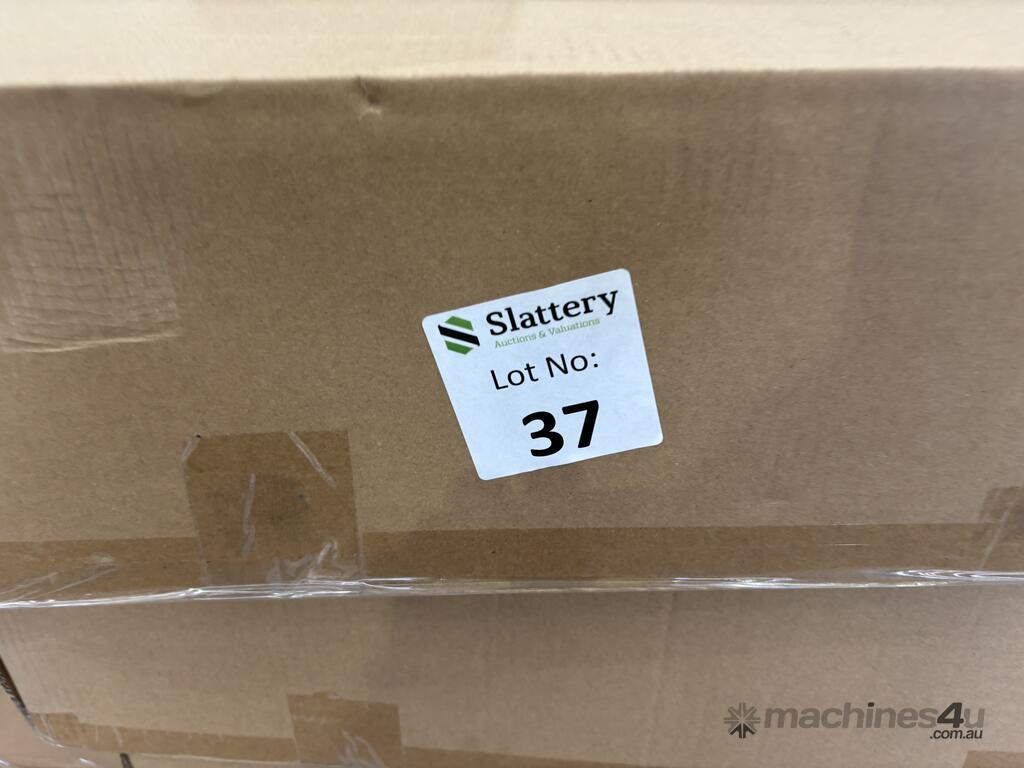 Slattery
Auctions & Valuations
Lot No:
37
machines4u
.com.au